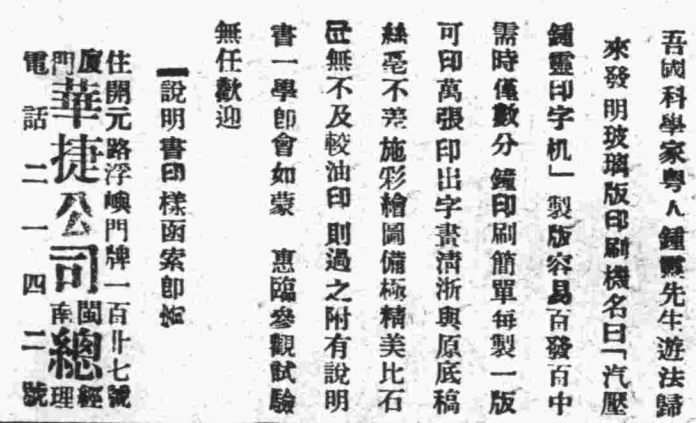 吾國科學家粵人鍾靈先生遊法歸
來發明玻璃版印刷機名曰「汽壓
鍾靈印字机」製版容易百發百中
需時僅數分鐘印刷簡單每製一版
可印萬張印出字畫清淅與原底稿
絲毫不差施彩繪圖備極精美比石
印無不及較油印則過之附有說明
書一學卽會如蒙 惠臨參觀試驗
無任歡迎
說明書印樣函索卽
住開元路浮嶼門牌一百卅七號
廈門華捷公司閩南總經理
電話二一四二號